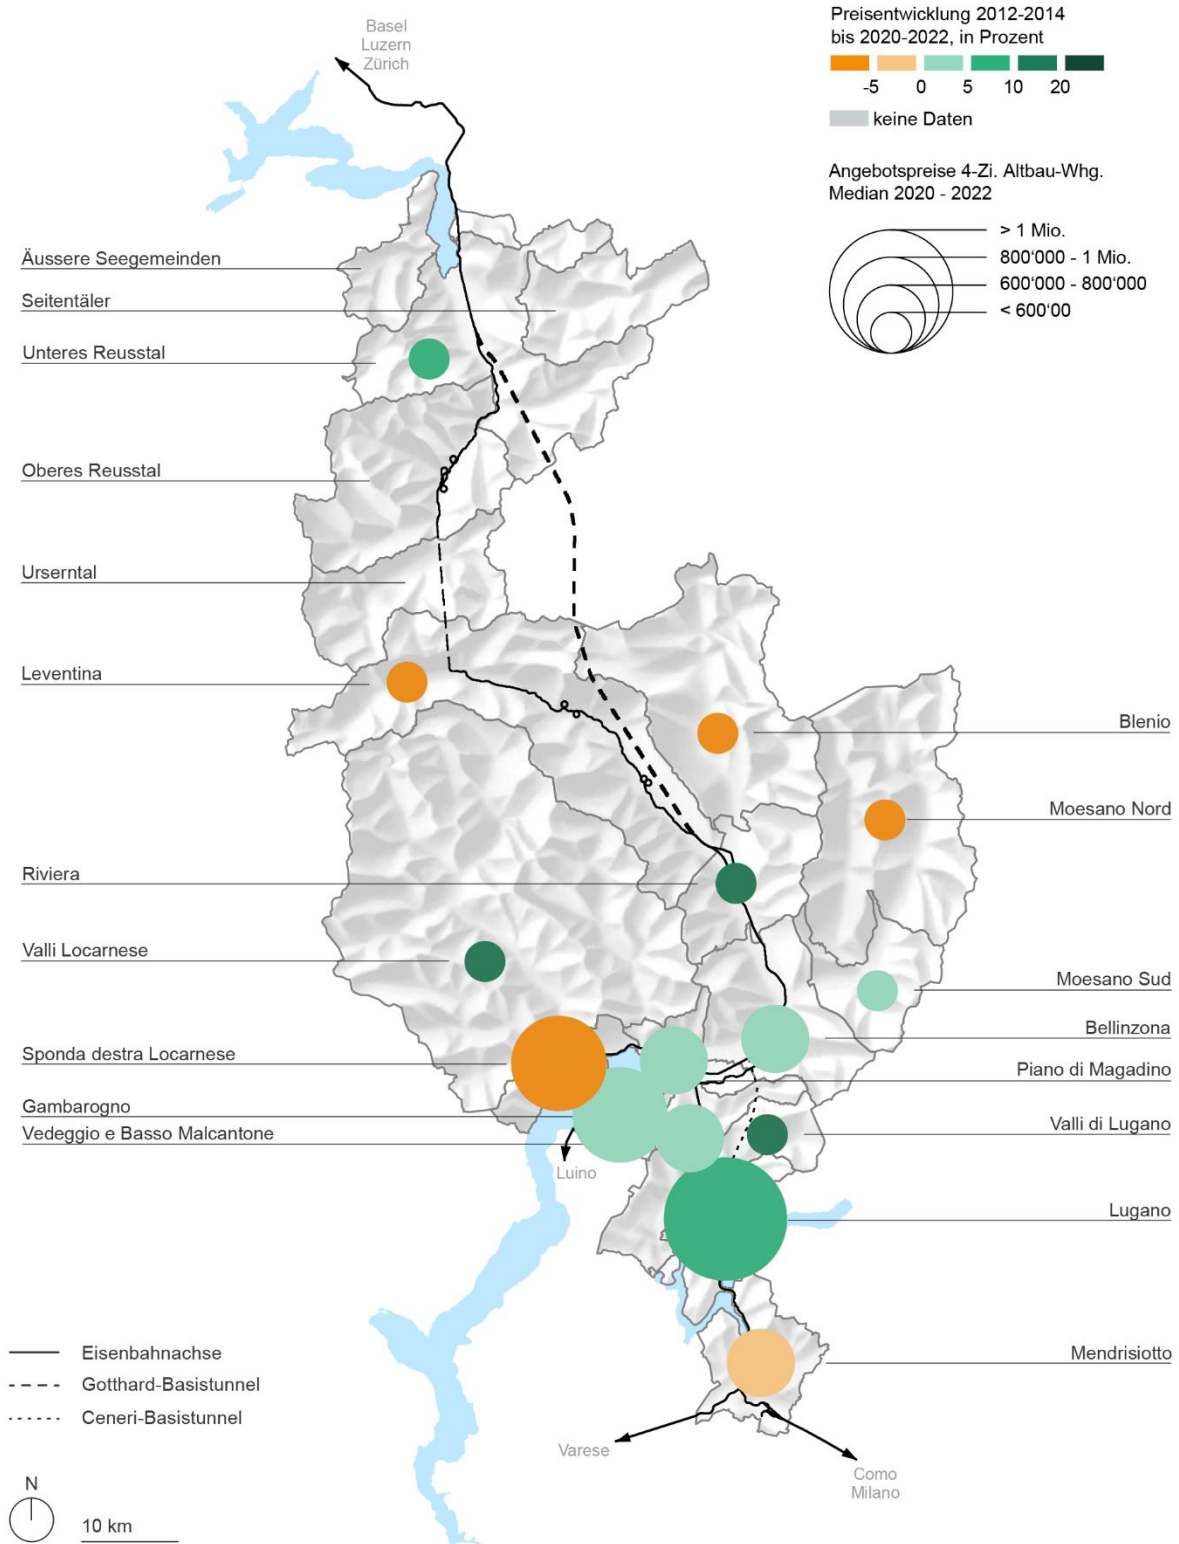 Basel
Luzern
Zürich
Preisentwicklung 2012-2014
bis 2020-2022, in Prozent
-5 0 5 10 20
keine Daten
Angebotspreise 4-Zi. Altbau-Whg.
Median 2020 - 2022
> 1 Mio.
800'000 - 1 Mio.
600'000 - 800'000
< 600'00
Äussere Seegemeinden
Seitentäler
Unteres Reusstal
Oberes Reusstal
Urserntal
Leventina
Blenio
Moesano Nord
Riviera
Valli Locarnese
Moesano Sud
Bellinzona
Sponda destra Locarnese
Piano di Magadino
Gambarogno
Valli di Lugano
Vedeggio e Basso Malcantone
Luino
Lugano
Mendrisiotto
Eisenbahnachse
Gotthard-Basistunnel
Ceneri-Basistunnel
Varese
Como
Milano
N
10 km